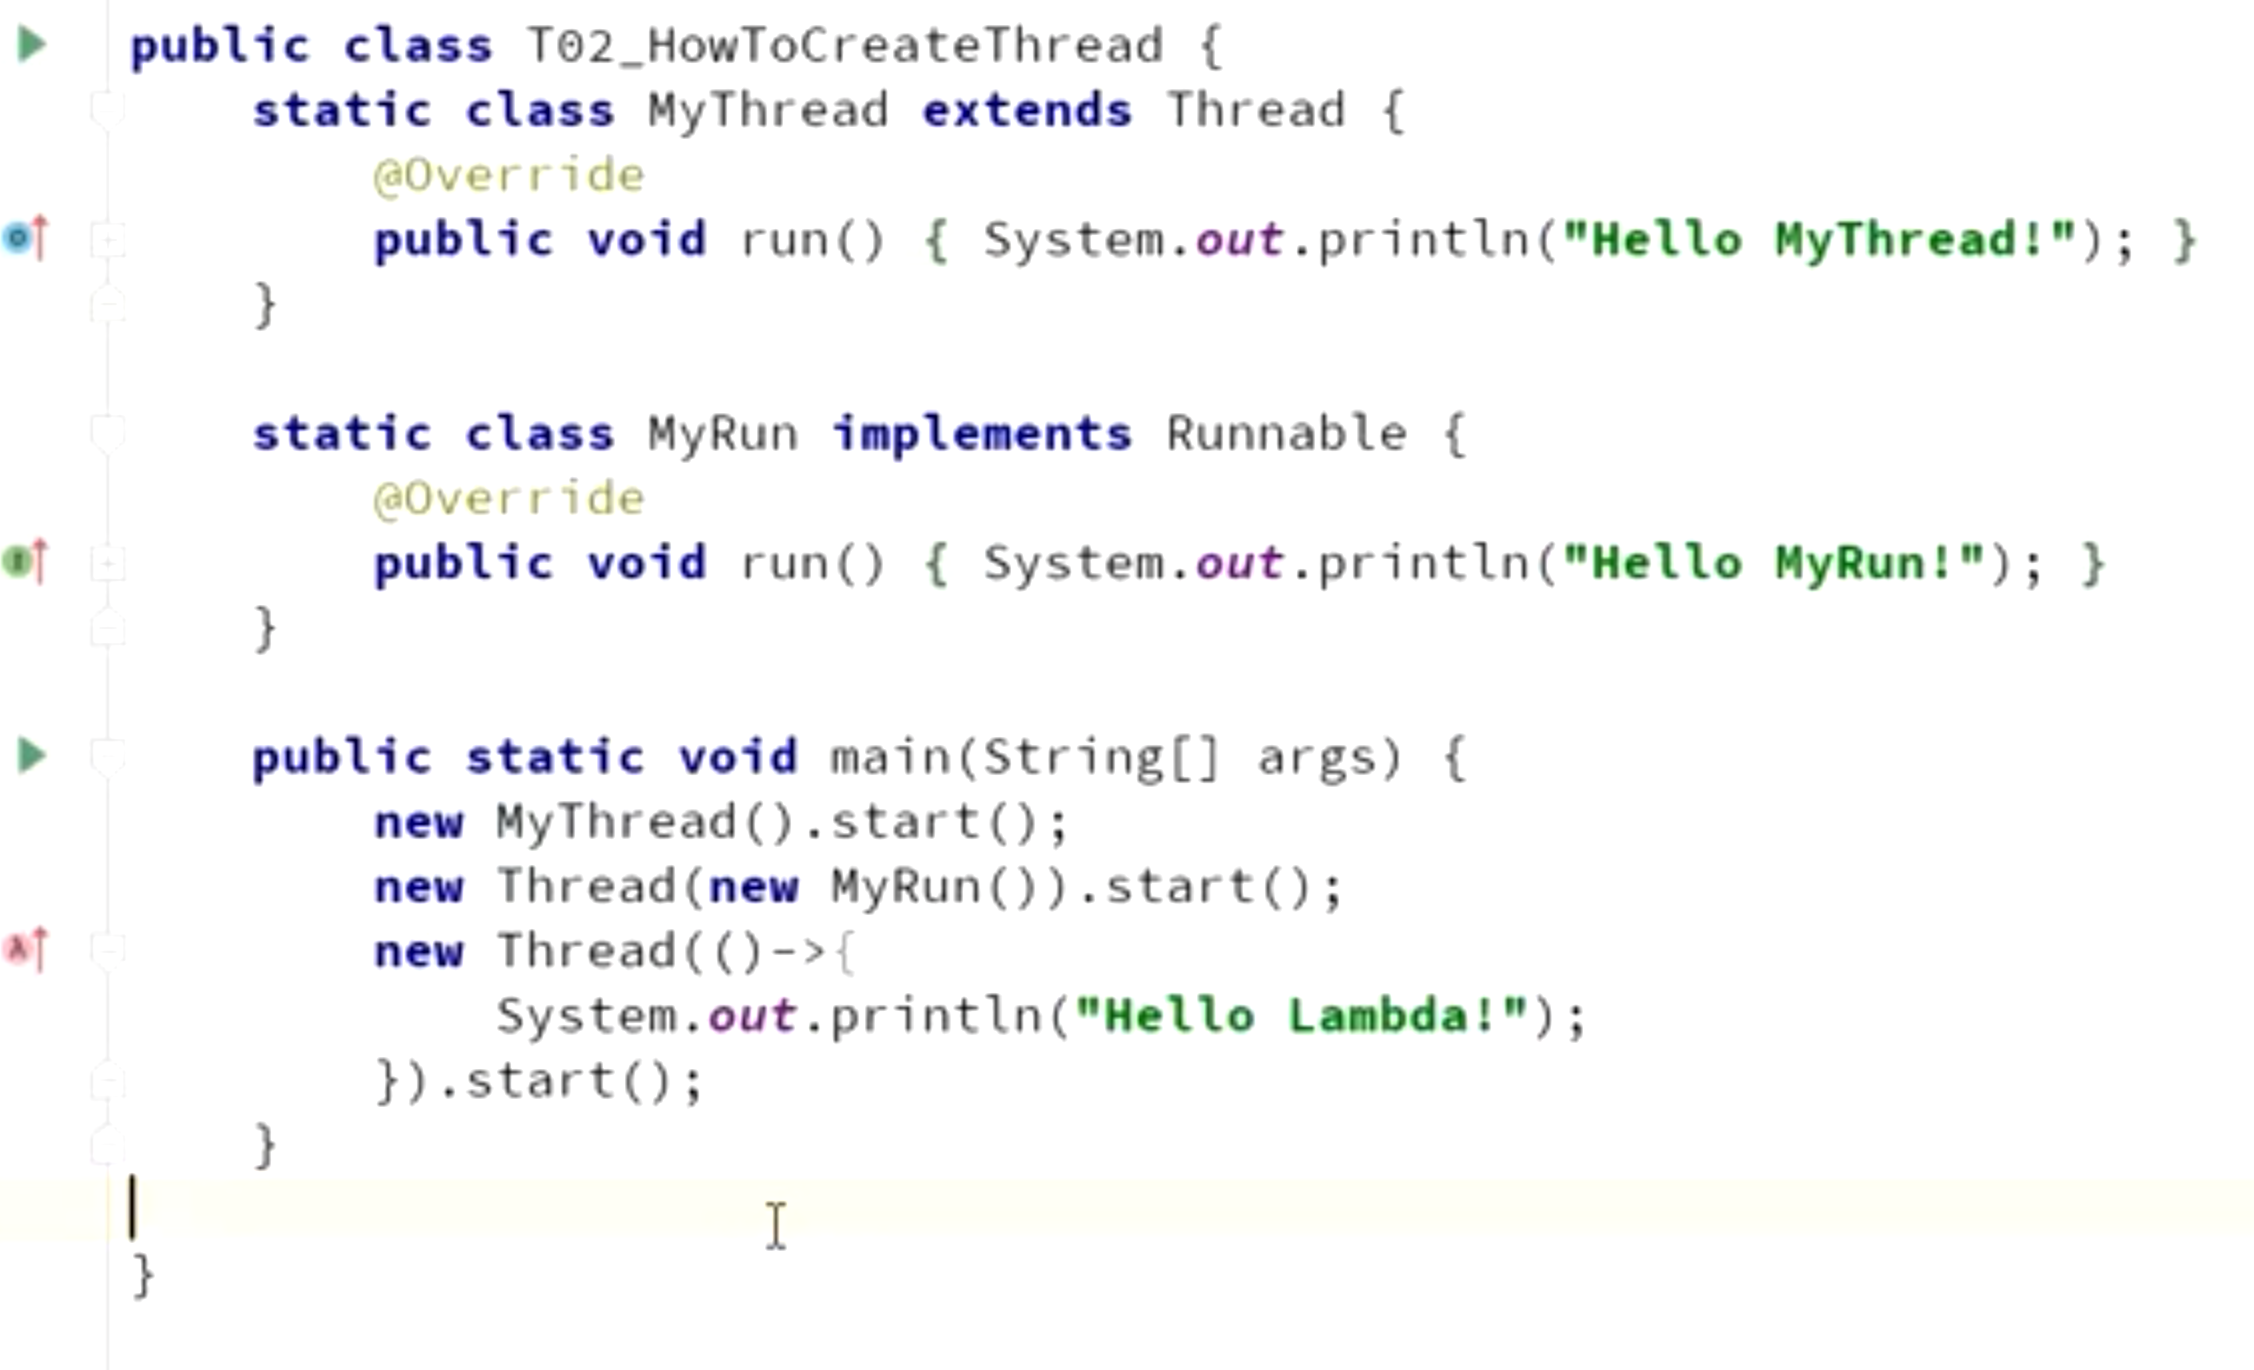 public class T02_HowToCreateThread {
    static class MyThread extends Thread {
        @Override
        public void run() { System.out.println("Hello MyThread!"); }
    }

    static class MyRun implements Runnable {
        @Override
        public void run() { System.out.println("Hello MyRun!"); }
    }

    public static void main(String[] args) {
        new MyThread().start();
        new Thread(new MyRun()).start();
        new Thread(()->{
            System.out.println("Hello Lambda!");
        }).start();
    }

}